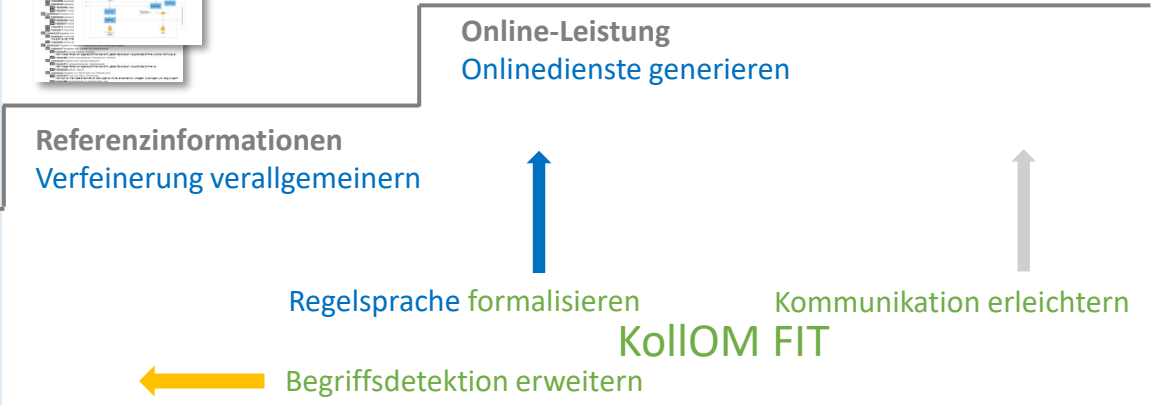 Online-Leistung
Onlinedienste generieren
Referenzinformationen
Verfeinerung verallgemeinern
Regelsprache formalisieren
Kommunikation erleichtern
KollOM FIT
Begriffsdetektion erweitern